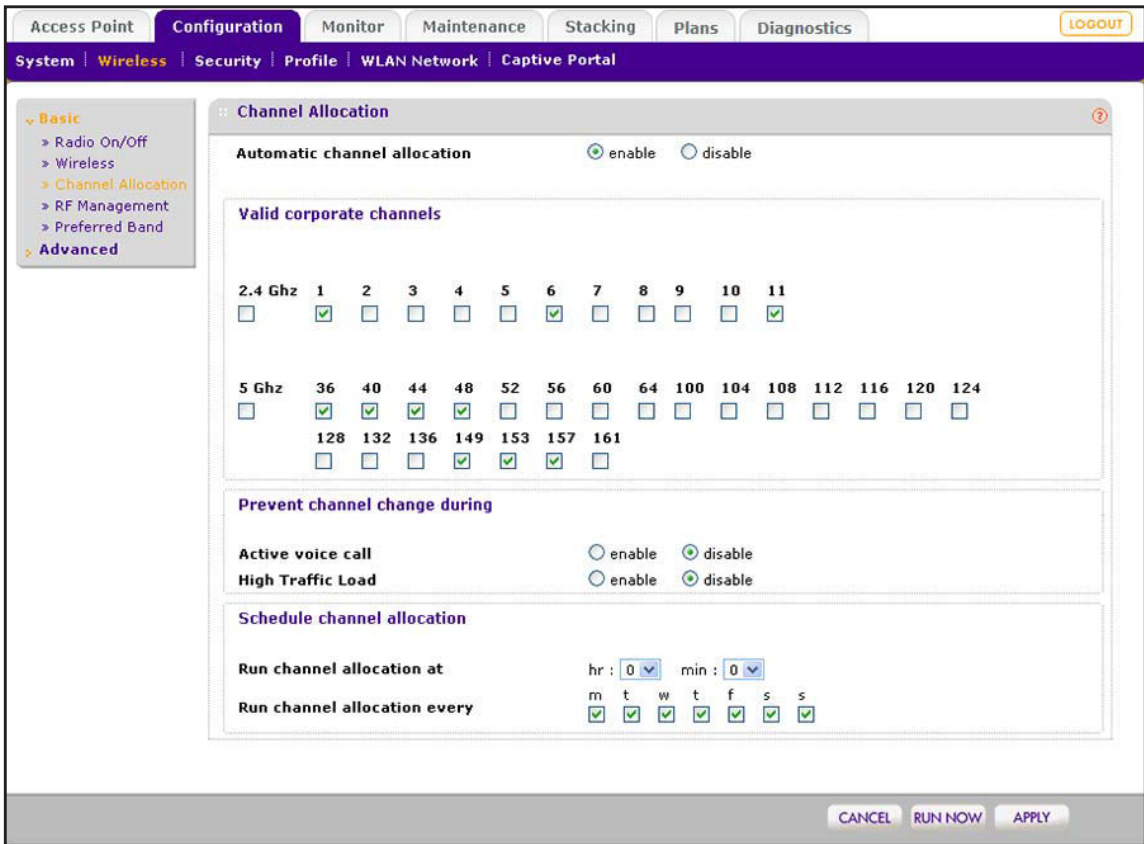 Access Point Configuration Monitor Maintenance Stacking Plans Diagnostics LOGOUT
System Wireless Security Profile WLAN Network Captive Portal
Basic
» Radio On/Off
» Wireless
» Channel Allocation
» RF Management
» Preferred Band
Advanced
Channel Allocation ?
Automatic channel allocation enable disable
Valid corporate channels
2.4 Ghz 1 2 3 4 5 6 7 8 9 10 11
5 Ghz 36 40 44 48 52 56 60 64 100 104 108 112 116 120 124
128 132 136 149 153 157 161
Prevent channel change during
Active voice call enable disable
High Traffic Load enable disable
Schedule channel allocation
Run channel allocation at hr : 0 min : 0
m t w t f s s
Run channel allocation every
CANCEL RUN NOW APPLY